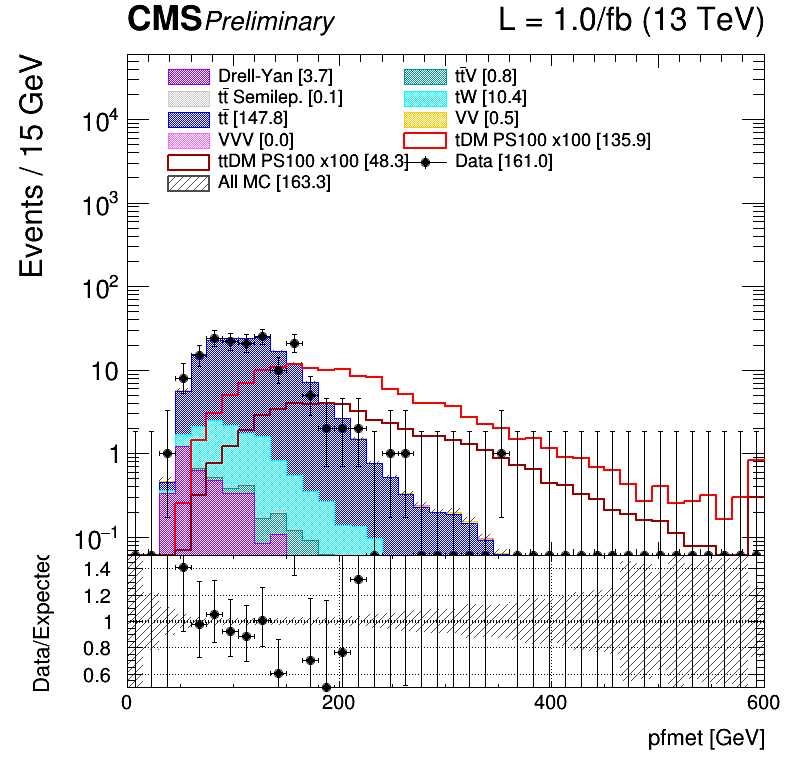 CMS Preliminary L = 1.0/fb (13 TeV)
Events / 15 GeV
Drell-Yan [3.7]
tt̄ Semilep. [0.1]
tt̄ [147.8]
VVV [0.0]
ttDM PS100 x100 [48.3]
All MC [163.3]
tt̄V [0.8]
tW [10.4]
VV [0.5]
tDM PS100 x100 [135.9]
Data [161.0]
10⁴
10³
10²
10
1
10⁻¹
Data/Expected
1.4
1.2
1
0.8
0.6
0 200 400 600
pfmet [GeV]